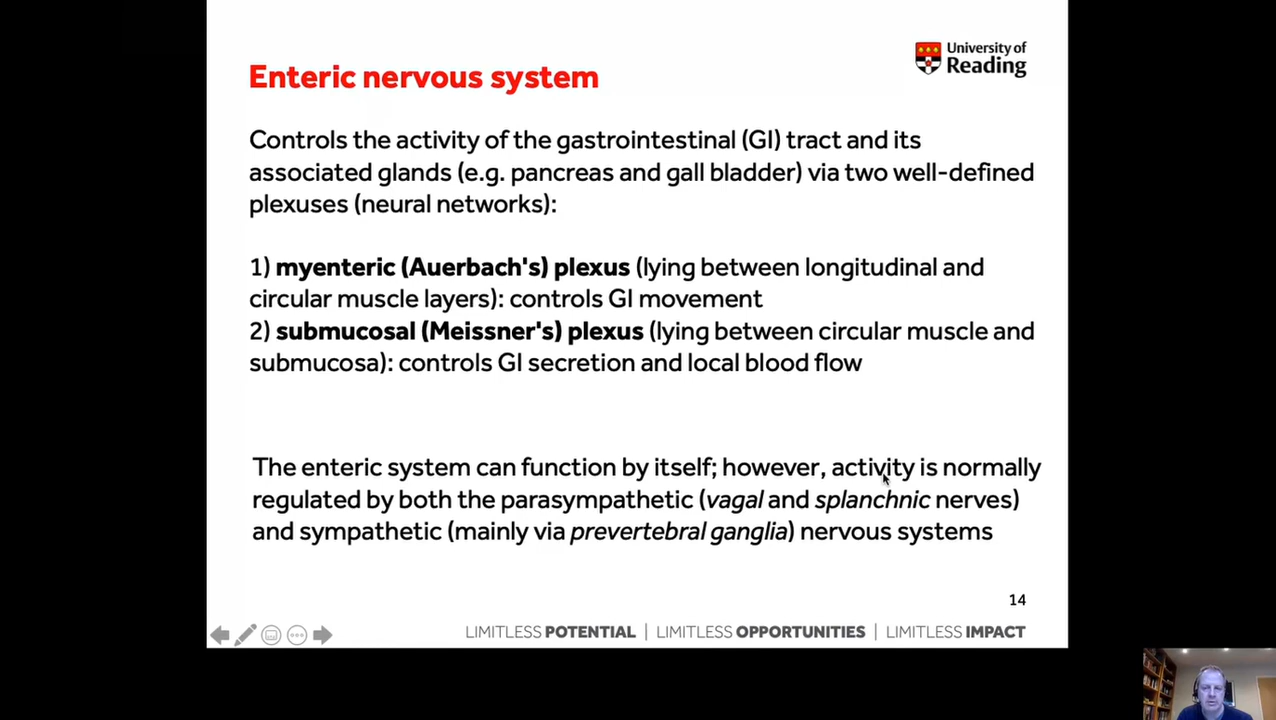 University of
Reading
Enteric nervous system
Controls the activity of the gastrointestinal (GI) tract and its
associated glands (e.g. pancreas and gall bladder) via two well-defined
plexuses (neural networks):
1) myenteric (Auerbach's) plexus (lying between longitudinal and
circular muscle layers): controls GI movement
2) submucosal (Meissner's) plexus (lying between circular muscle and
submucosa): controls GI secretion and local blood flow
The enteric system can function by itself; however, activity is normally
regulated by both the parasympathetic (vagal and splanchnic nerves)
and sympathetic (mainly via prevertebral ganglia) nervous systems
14
LIMITLESS POTENTIAL | LIMITLESS OPPORTUNITIES | LIMITLESS IMPACT